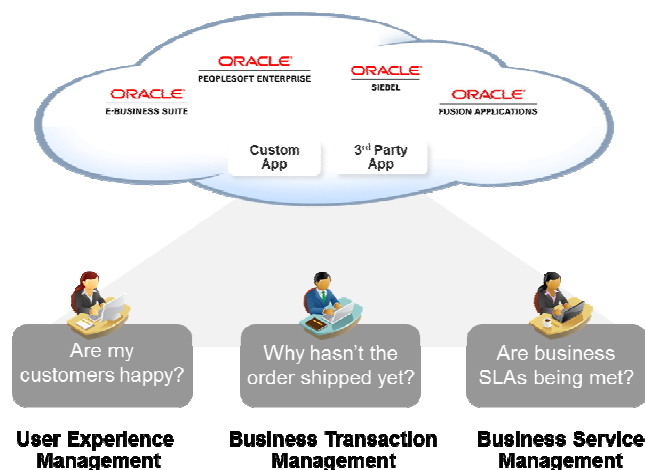 ORACLE®
PEOPLESOFT ENTERPRISE
ORACLE®
SIEBEL
ORACLE®
E-BUSINESS SUITE
ORACLE®
FUSION APPLICATIONS
Custom
App
3rd Party
App
Are my
customers happy?
Why hasn't the
order shipped yet?
Are business
SLAs being met?
User Experience
Management
Business Transaction
Management
Business Service
Management